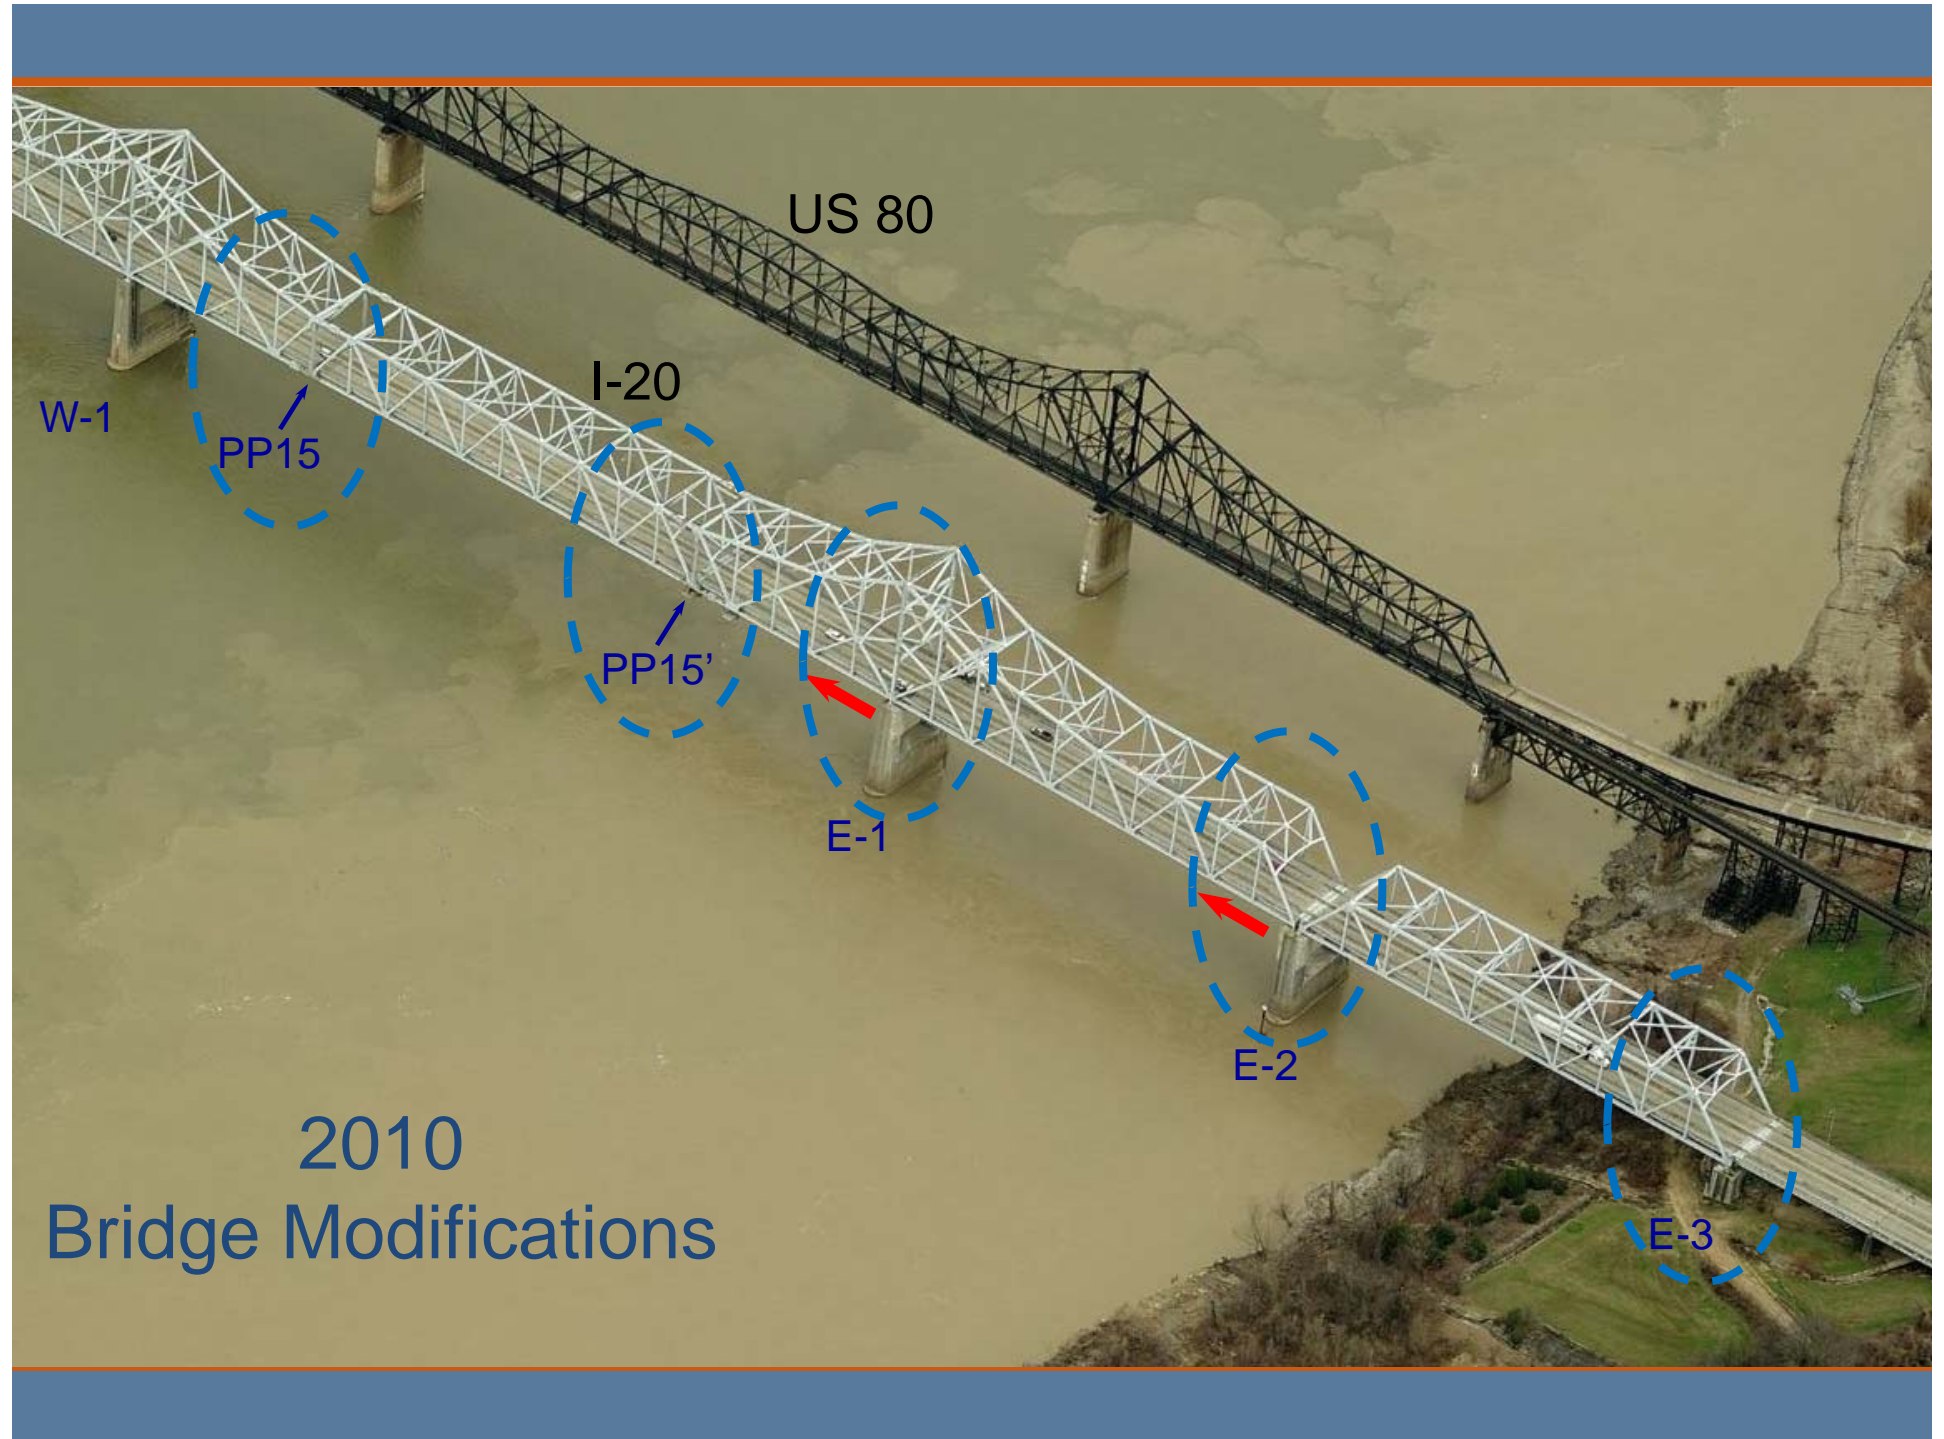 US 80
I-20
W-1
PP15
PP15’
E-1
E-2
E-3
2010
Bridge Modifications